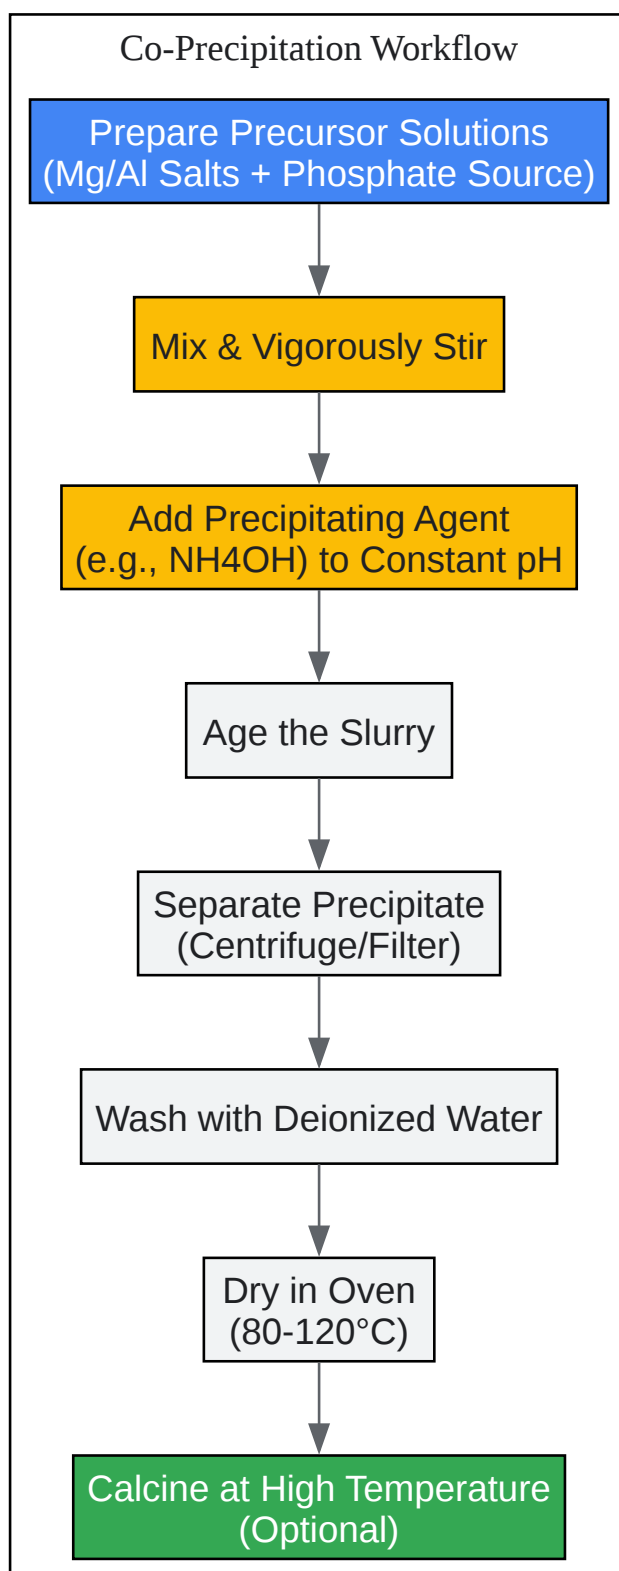 Co-Precipitation Workflow
Prepare Precursor Solutions
(Mg/Al Salts + Phosphate Source)
Mix & Vigorously Stir
Add Precipitating Agent
(e.g., NH4OH) to Constant pH
Age the Slurry
Separate Precipitate
(Centrifuge/Filter)
Wash with Deionized Water
Dry in Oven
(80-120°C)
Calcine at High Temperature
(Optional)